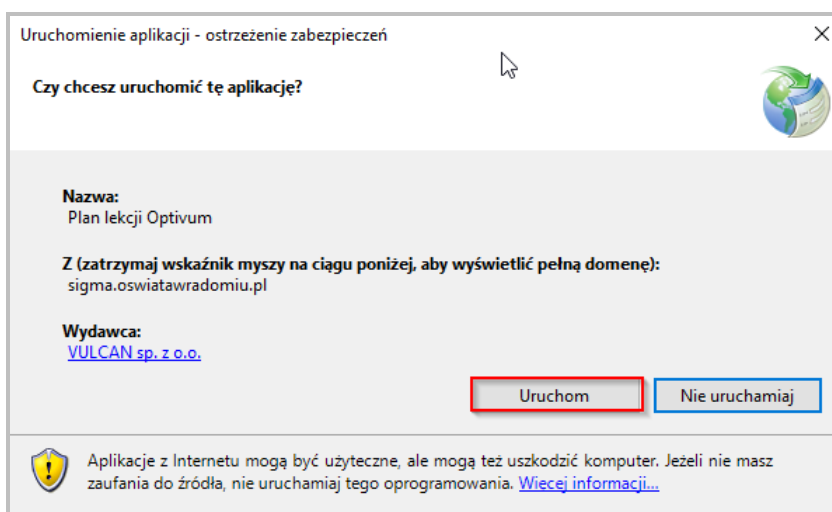 Uruchomienie aplikacji - ostrzeżenie zabezpieczeń
Czy chcesz uruchomić tę aplikację?
Nazwa:
Plan lekcji Optivum
Z (zatrzymaj wskaźnik myszy na ciągu poniżej, aby wyświetlić pełną domenę):
sigma.oswiatawradomiu.pl
Wydawca:
VULCAN sp. z o.o.
Uruchom Nie uruchamiaj
Aplikacje z Internetu mogą być użyteczne, ale mogą też uszkodzić komputer. Jeżeli nie masz
zaufania do źródła, nie uruchamiaj tego oprogramowania. Więcej informacji...